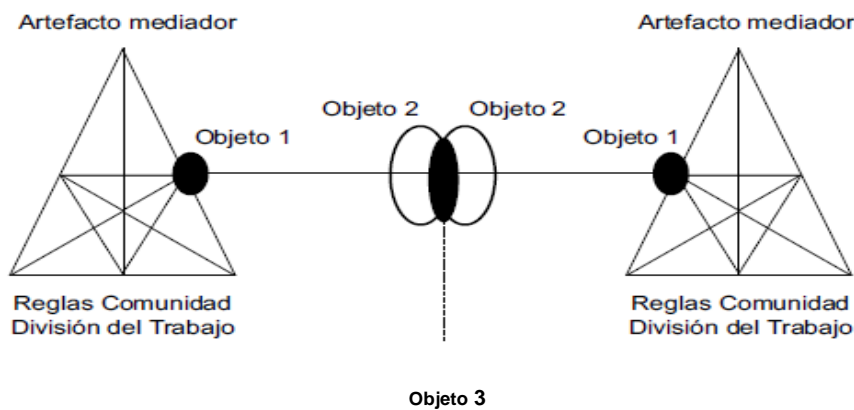 Artefacto mediador
Artefacto mediador
Objeto 2
Objeto 2
Objeto 1
Objeto 1
Reglas Comunidad
División del Trabajo
Reglas Comunidad
División del Trabajo
Objeto 3